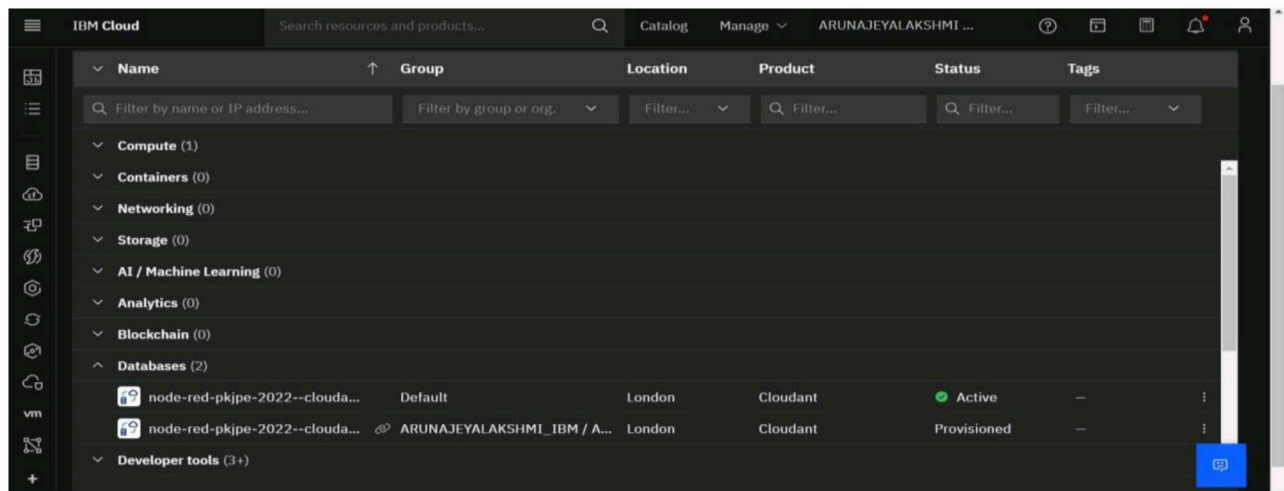 IBM Cloud Search resources and products... Catalog Manage ARUNAJEYALAKSHMI ...
Name Group Location Product Status Tags
Filter by name or IP address... Filter by group or org. Filter... Filter... Filter... Filter...
Compute (1)
Containers (0)
Networking (0)
Storage (0)
AI / Machine Learning (0)
Analytics (0)
Blockchain (0)
Databases (2)
node-red-pkjpe-2022--clouda... Default London Cloudant Active –
node-red-pkjpe-2022--clouda... ARUNAJEYALAKSHMI_IBM / A... London Cloudant Provisioned –
vm
Developer tools (3+)